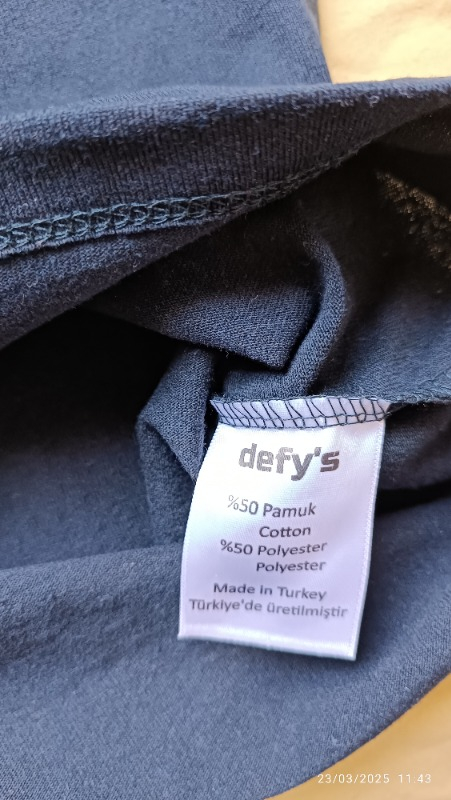 defy's
%50 Pamuk
Cotton
%50 Polyester
Polyester
Made in Turkey
Türkiye'de üretilmiştir
23/03/2025 11:43